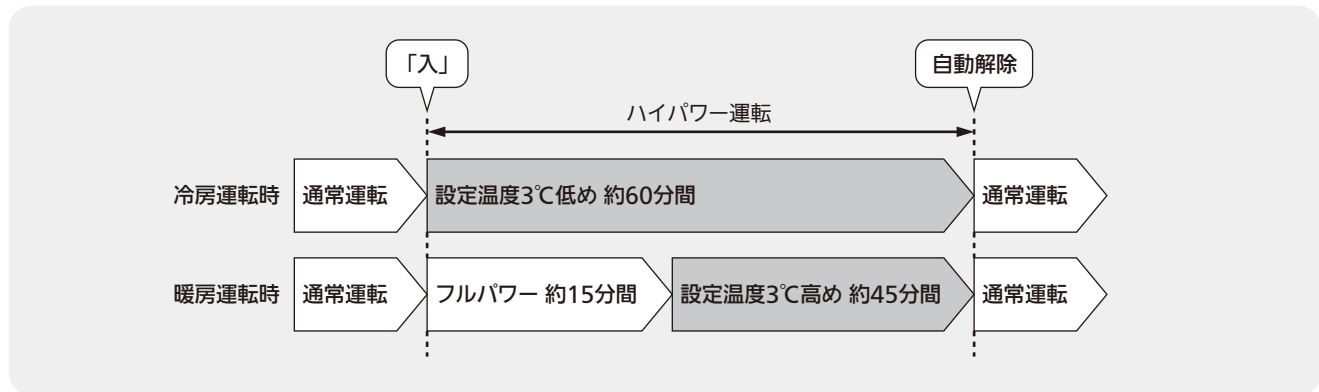 「入」
自動解除
ハイパワー運転
冷房運転時
通常運転
設定温度3℃低め 約60分間
通常運転
暖房運転時
通常運転
フルパワー 約15分間
設定温度3℃高め 約45分間
通常運転